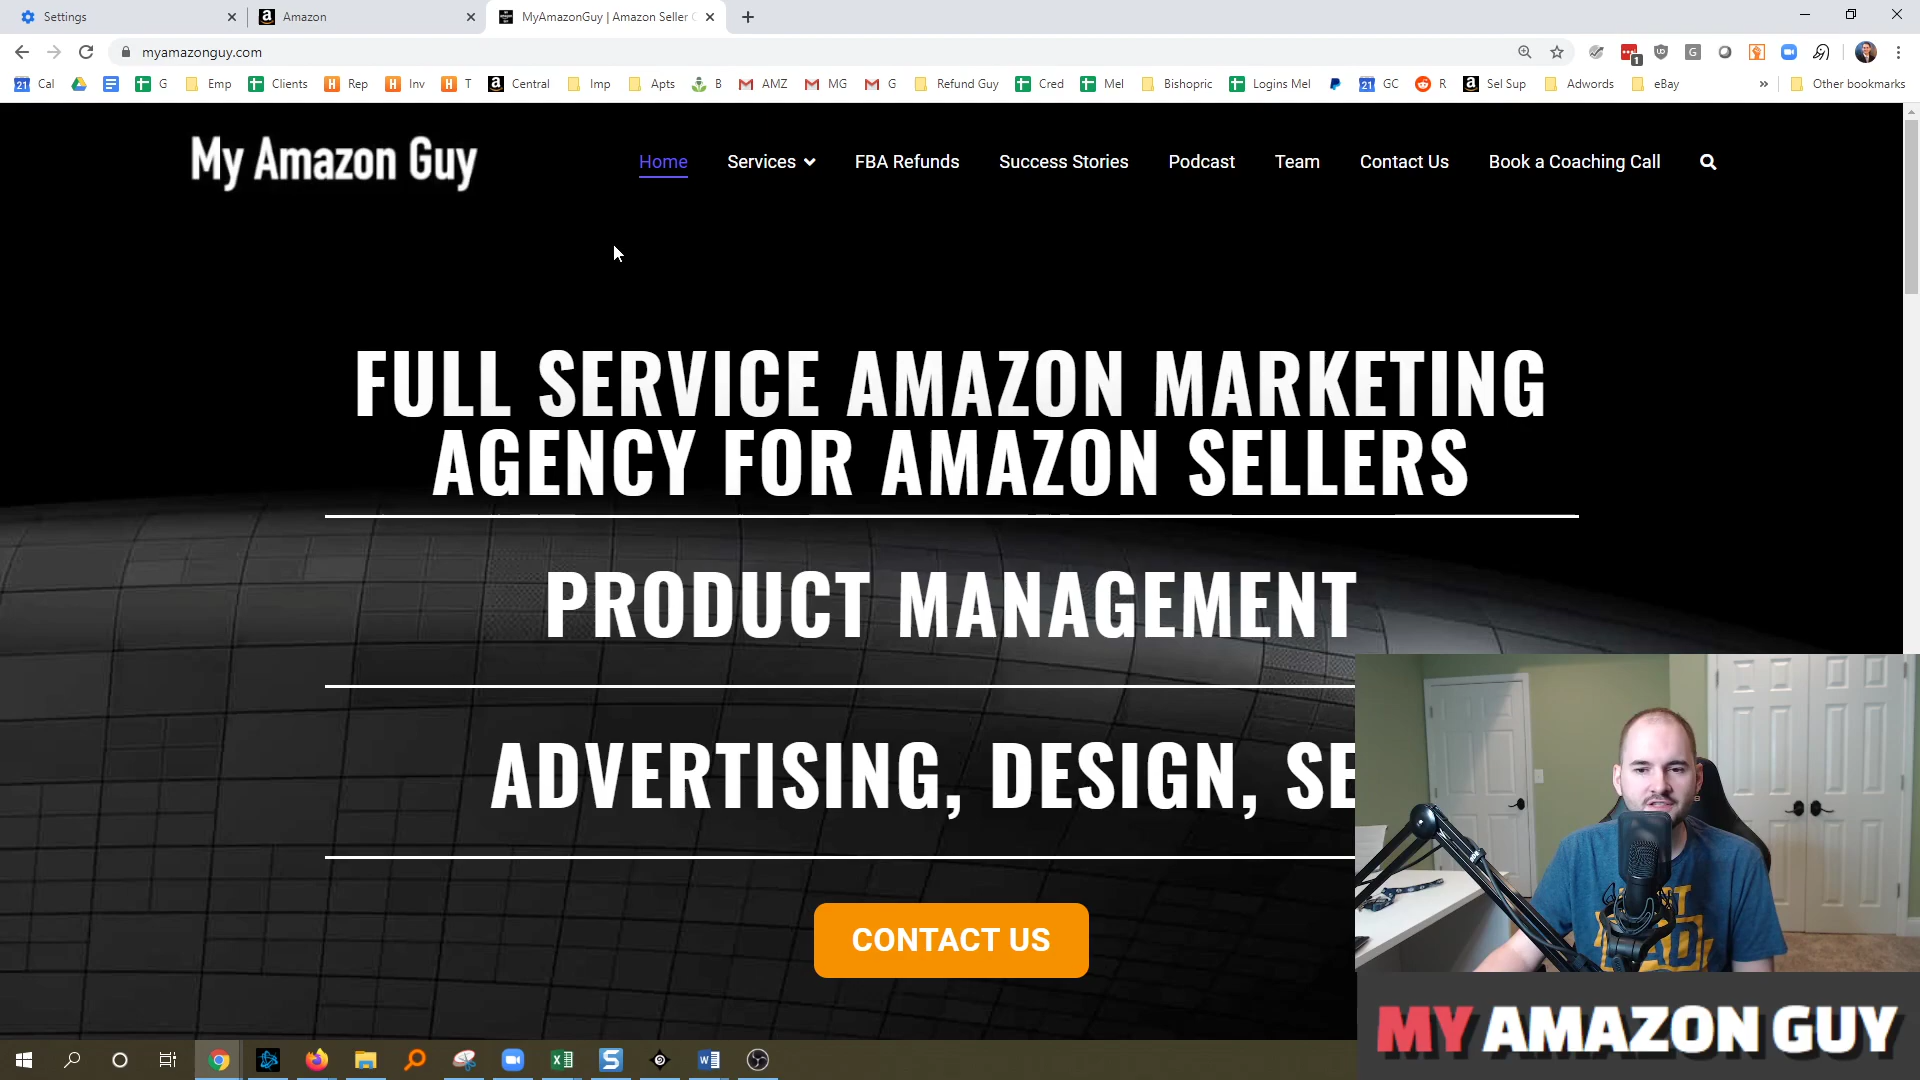 Settings
Amazon
MyAmazonGuy | Amazon Seller C
myamazonguy.com
1
21 Cal
G
Emp
Clients
H Rep
H Inv
H T
Central
Imp
Apts
B
AMZ
MG
G
Refund Guy
Cred
Mel
Bishopric
Logins Mel
21 GC
R
Sel Sup
Adwords
eBay
»
Other bookmarks
My Amazon Guy
Home
Services
FBA Refunds
Success Stories
Podcast
Team
Contact Us
Book a Coaching Call
FULL SERVICE AMAZON MARKETING
AGENCY FOR AMAZON SELLERS
PRODUCT MANAGEMENT
ADVERTISING, DESIGN, SE
CONTACT US
MY AMAZON GUY